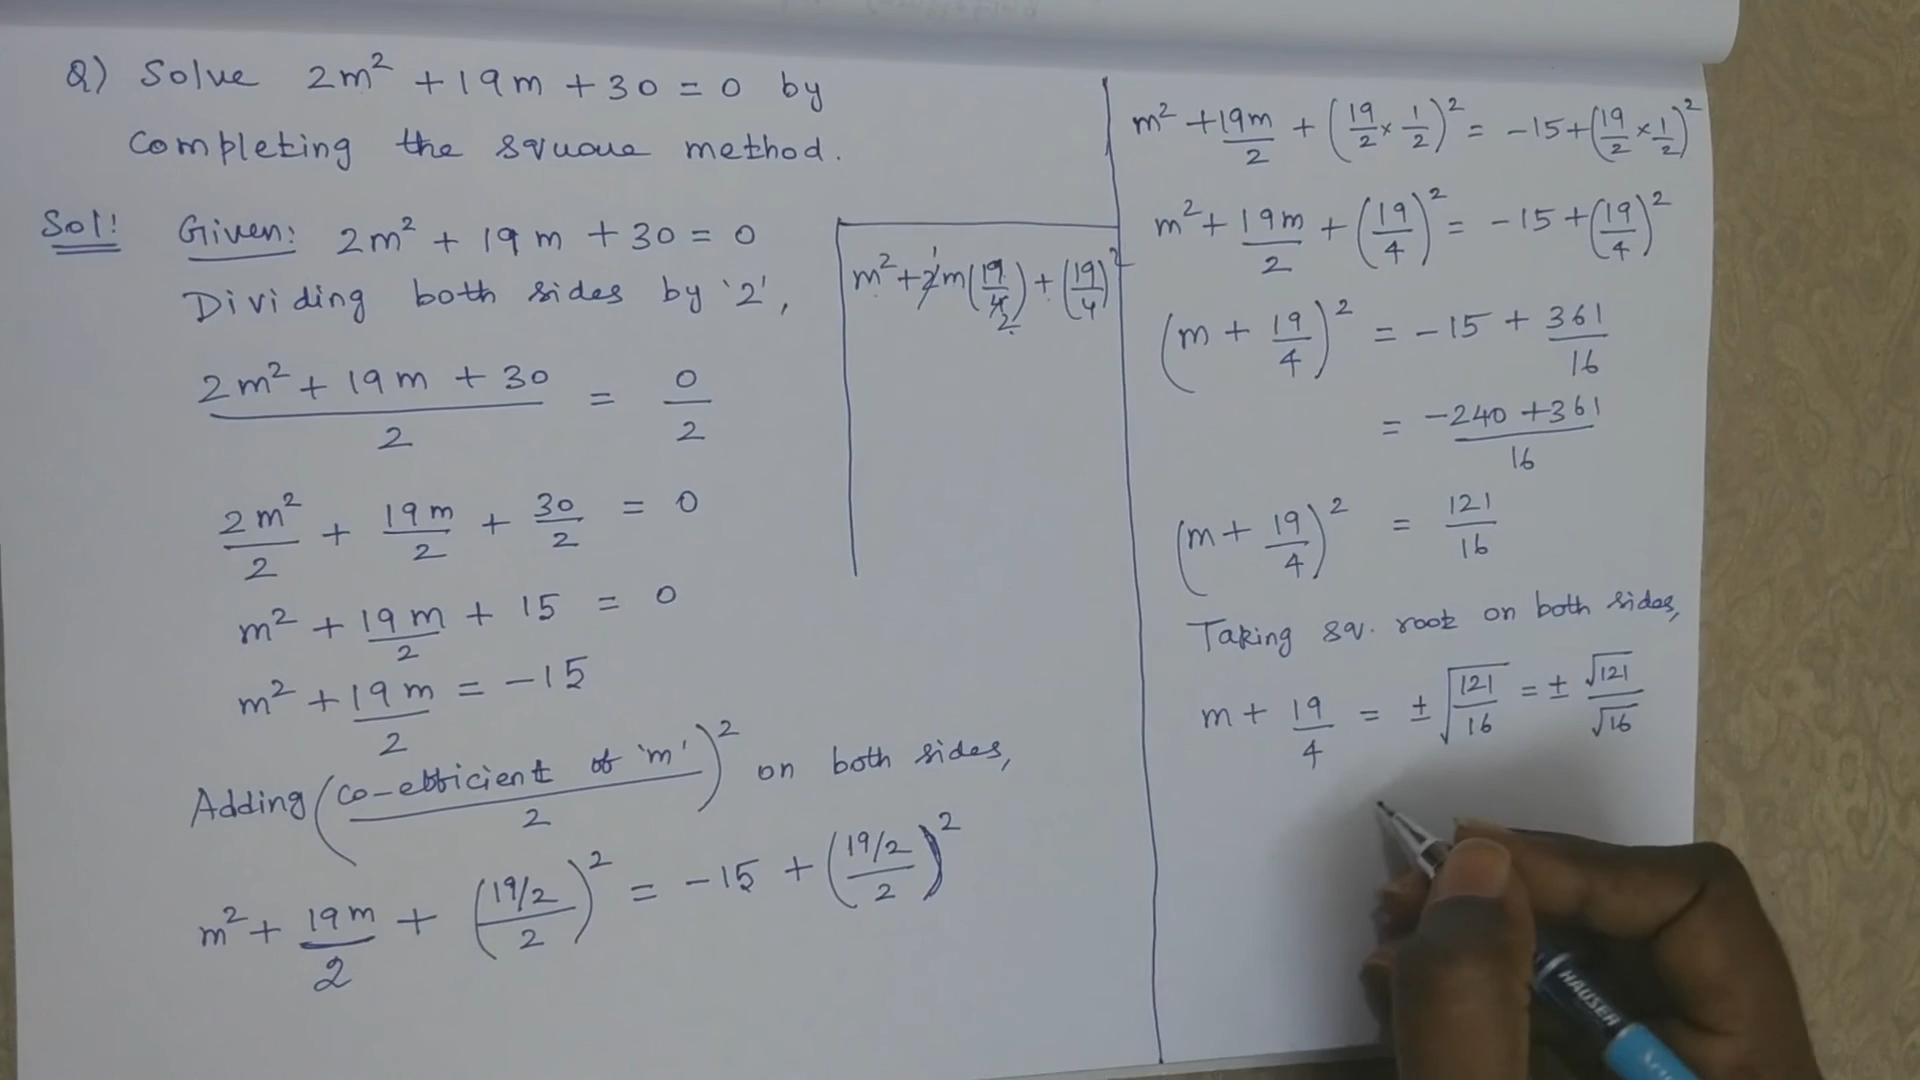 Q) Solve 2m² + 19m + 30 = 0 by
completing the square method.
Sol! Given: 2m² + 19m + 30 = 0
Dividing both sides by '2',
(2m² + 19m + 30)/2 = 0/2
2m²/2 + 19m/2 + 30/2 = 0
m² + 19m/2 + 15 = 0
m² + 19m/2 = -15
Adding (co-efficient of 'm'/2)² on both sides,
m² + 19m/2 + ((19/2)/2)² = -15 + ((19/2)/2)²
m² + 2m(19/4) + (19/4)²
1
2
m² + 19m/2 + (19/2 × 1/2)² = -15 + (19/2 × 1/2)²
m² + 19m/2 + (19/4)² = -15 + (19/4)²
(m + 19/4)² = -15 + 361/16
= (-240 + 361)/16
(m + 19/4)² = 121/16
Taking sq. root on both sides,
m + 19/4 = ± √(121/16) = ± √121/√16
HAUSER